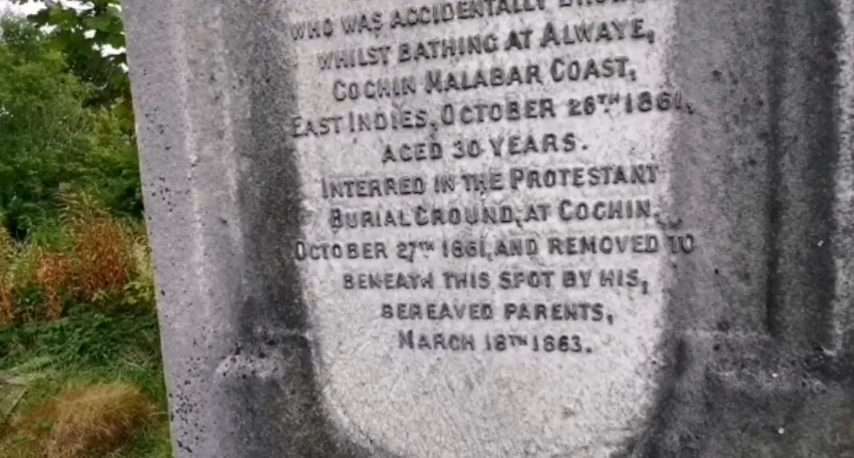 WHO WAS ACCIDENTALLY
WHILST BATHING AT ALWAYE,
COCHIN MALABAR COAST,
EAST INDIES, OCTOBER 26TH 1861,
AGED 30 YEARS.
INTERRED IN THE PROTESTANT
BURIAL GROUND, AT COCHIN.
OCTOBER 27TH 1861, AND REMOVED TO
BENEATH THIS SPOT BY HIS,
BEREAVED PARENTS,
MARCH 18TH 1863.